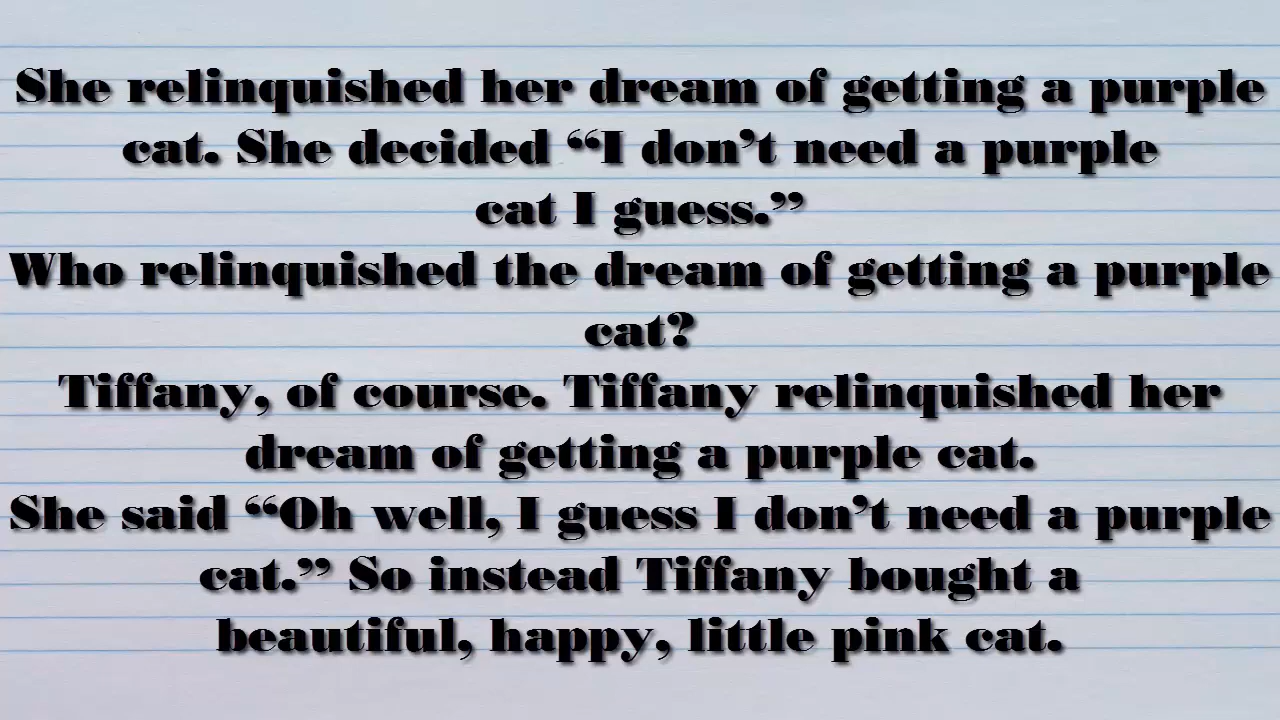 She relinquished her dream of getting a purple
cat. She decided “I don’t need a purple
cat I guess.”
Who relinquished the dream of getting a purple
cat?
Tiffany, of course. Tiffany relinquished her
dream of getting a purple cat.
She said “Oh well, I guess I don’t need a purple
cat.” So instead Tiffany bought a
beautiful, happy, little pink cat.